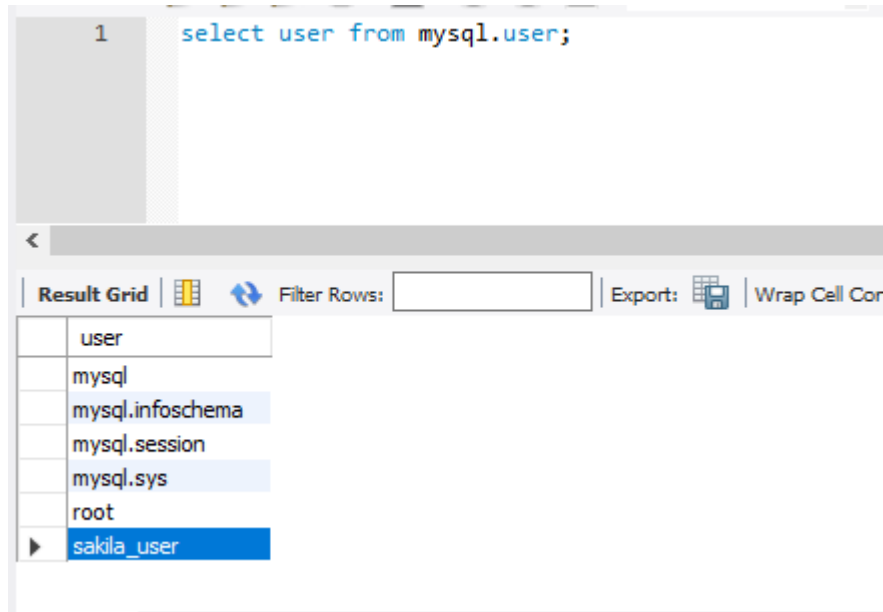 1 select user from mysql.user;
<
Result Grid Filter Rows: Export: Wrap Cell Cor
user
mysql
mysql.infoschema
mysql.session
mysql.sys
root
sakila_user